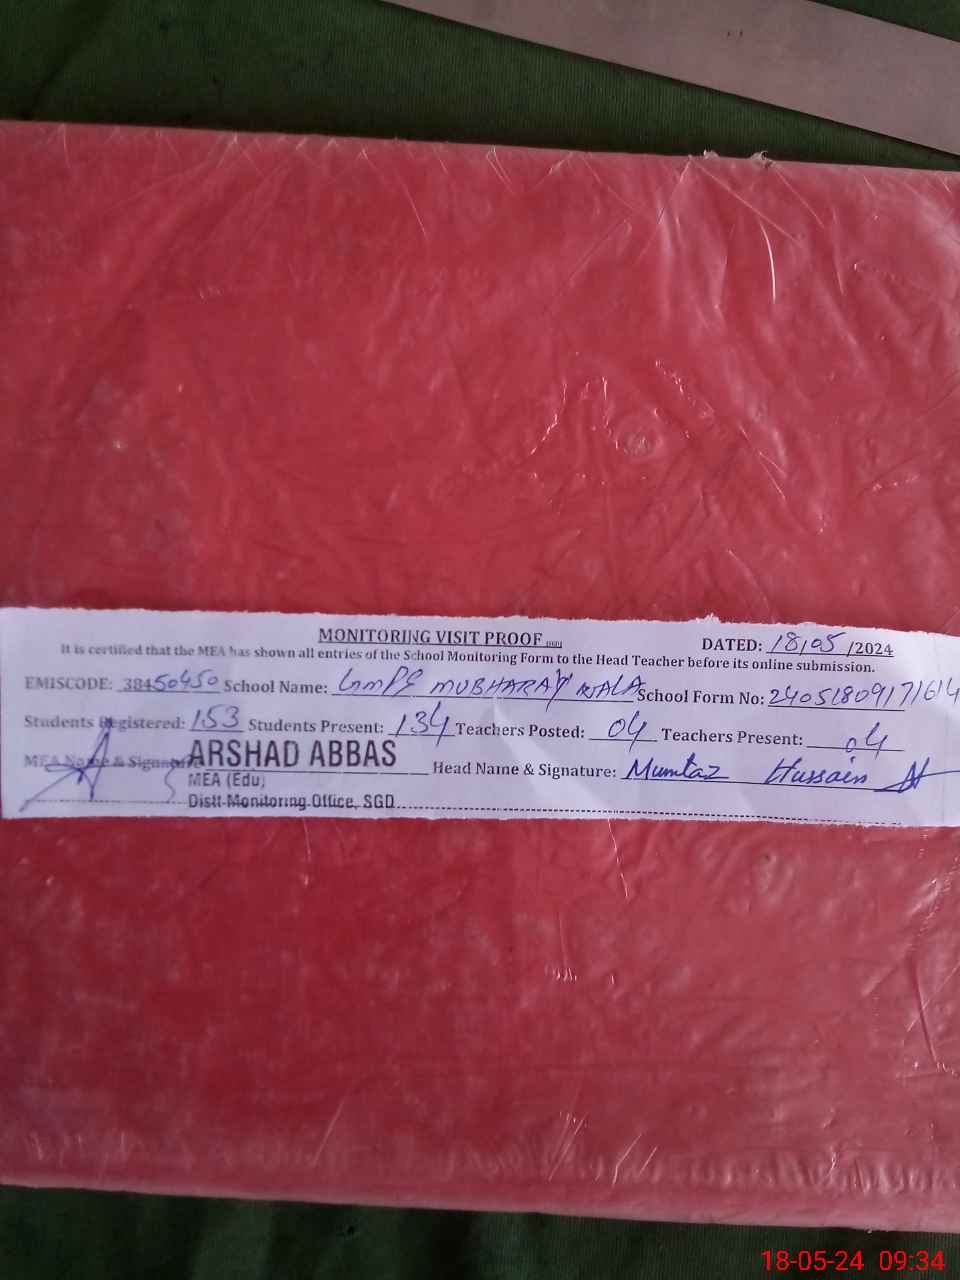 MONITORING VISIT PROOF
DATED: 18,05 /2024
It is certified that the MEA has shown all entries of the School Monitoring Form to the Head Teacher before its online submission.
EMISCODE: 38450450 School Name: GMPS MUBHARAY WALA School Form No: 24051809171614
Students Registered: 153 Students Present: 134 Teachers Posted: 04 Teachers Present: 04
MEA Name & Signature ARSHAD ABBAS Head Name & Signature: Mumtaz Hussain
MEA (Edu)
Distt Monitoring Office, SGD
18-05-24 09:34